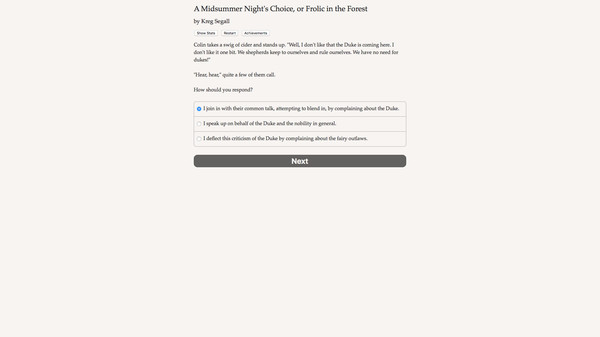 A Midsummer Night's Choice, or Frolic in the Forest
by Kreg Segall
Show Stats Restart Achievements
Colin takes a swig of cider and stands up. "Well, I don't like that the Duke is coming here. I
don't like it one bit. We shepherds keep to ourselves and rule ourselves. We have no need for
dukes!"
"Hear, hear," quite a few of them call.
How should you respond?
I join in with their common talk, attempting to blend in, by complaining about the Duke.
I speak up on behalf of the Duke and the nobility in general.
I deflect this criticism of the Duke by complaining about the fairy outlaws.
Next